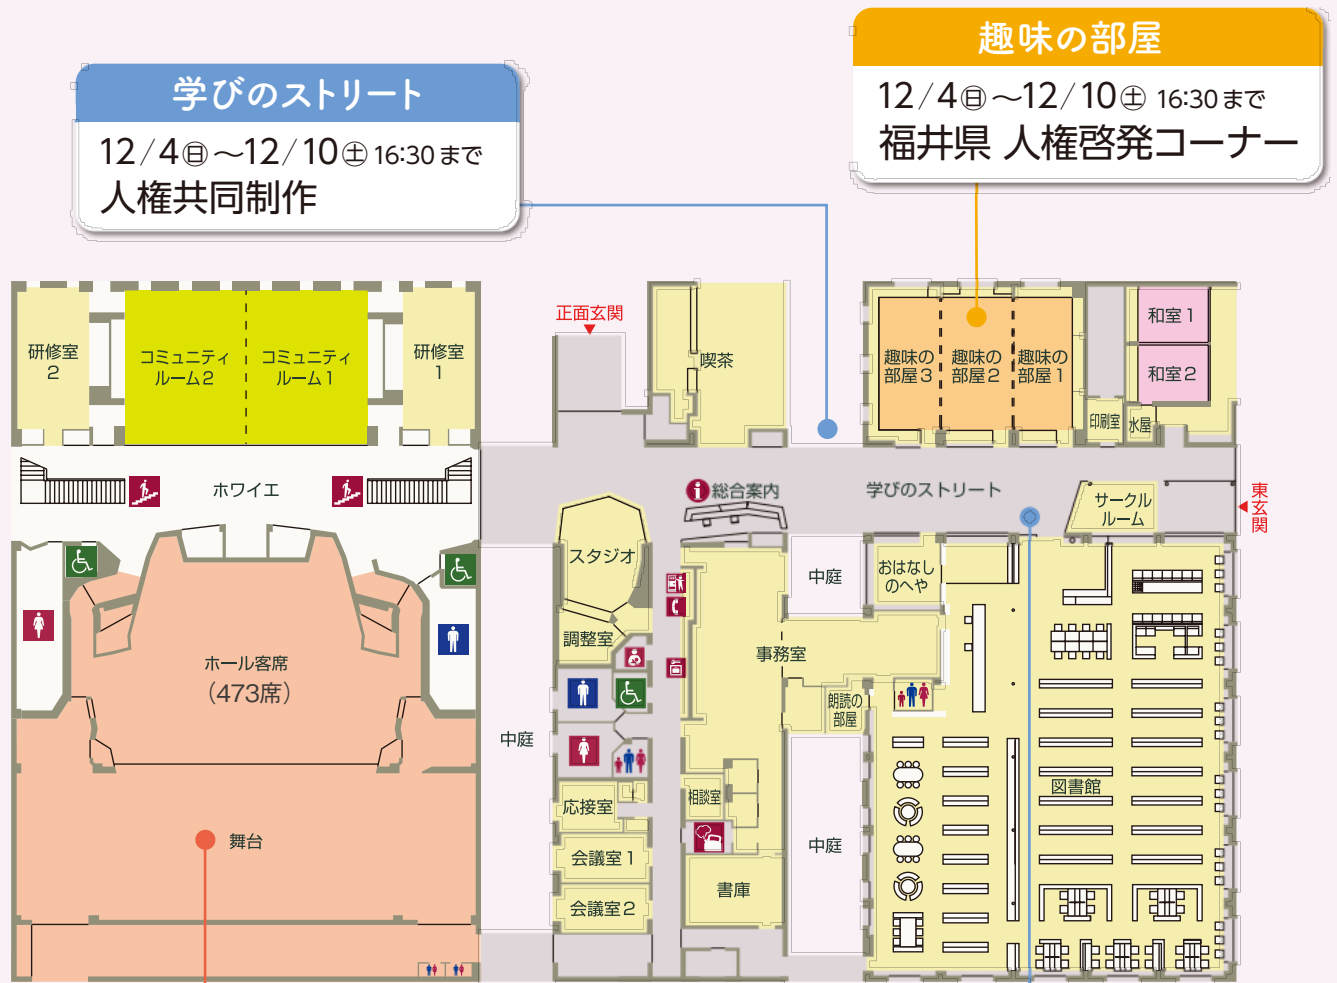 趣味の部屋
12/4㊐〜12/10㊏ 16:30まで
福井県 人権啓発コーナー
学びのストリート
12/4㊐〜12/10㊏ 16:30まで
人権共同制作
研修室
2
コミュニティ
ルーム2
コミュニティ
ルーム1
研修室
1
正面玄関
喫茶
趣味の
部屋3
趣味の
部屋2
趣味の
部屋1
和室1
和室2
印刷室
水屋
ホワイエ
総合案内
学びのストリート
サークル
ルーム
東玄関
スタジオ
中庭
おはなし
のへや
調整室
事務室
ホール客席
(473席)
朗読の
部屋
中庭
応接室
相談室
図書館
舞台
会議室1
中庭
書庫
会議室2